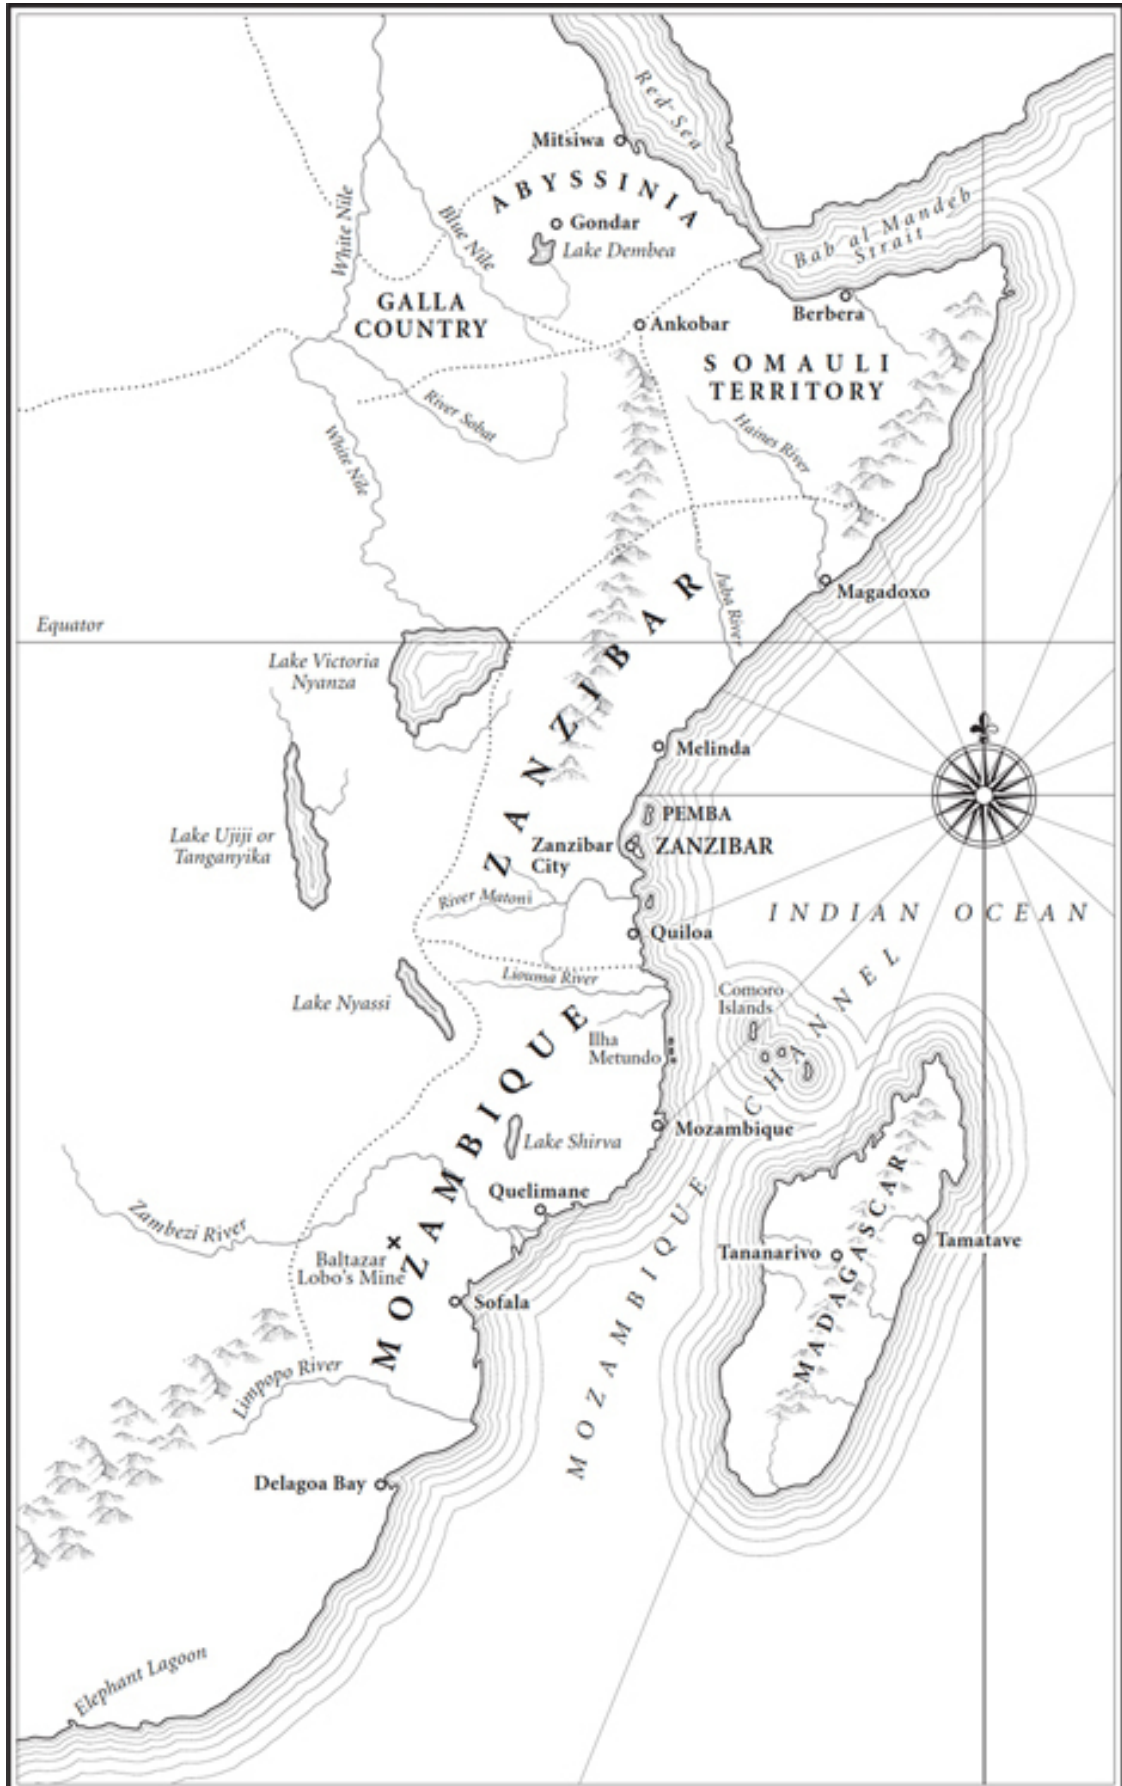 Red Sea
Mitsiwa
ABYSSINIA
Gondar
Lake Dembea
Blue Nile
White Nile
Bab al Mandeb
Strait
GALLA
COUNTRY
Berbera
Ankobar
SOMAULI
TERRITORY
River Sobat
Haines River
White Nile
Juba River
Magadoxo
Equator
Lake Victoria
Nyanza
ZANZIBAR
Melinda
PEMBA
Lake Ujiji or
Tanganyika
Zanzibar
City
ZANZIBAR
River Matoni
INDIAN OCEAN
Quiloa
Liouma River
Lake Nyassi
Comoro
Islands
Ilha
Metundo
MOZAMBIQUE
MOZAMBIQUE CHANNEL
Mozambique
Lake Shirva
Quelimane
Zambezi River
Baltazar
Lobo's Mine
Tananarivo
Tamatave
MADAGASCAR
Sofala
Limpopo River
Delagoa Bay
Elephant Lagoon